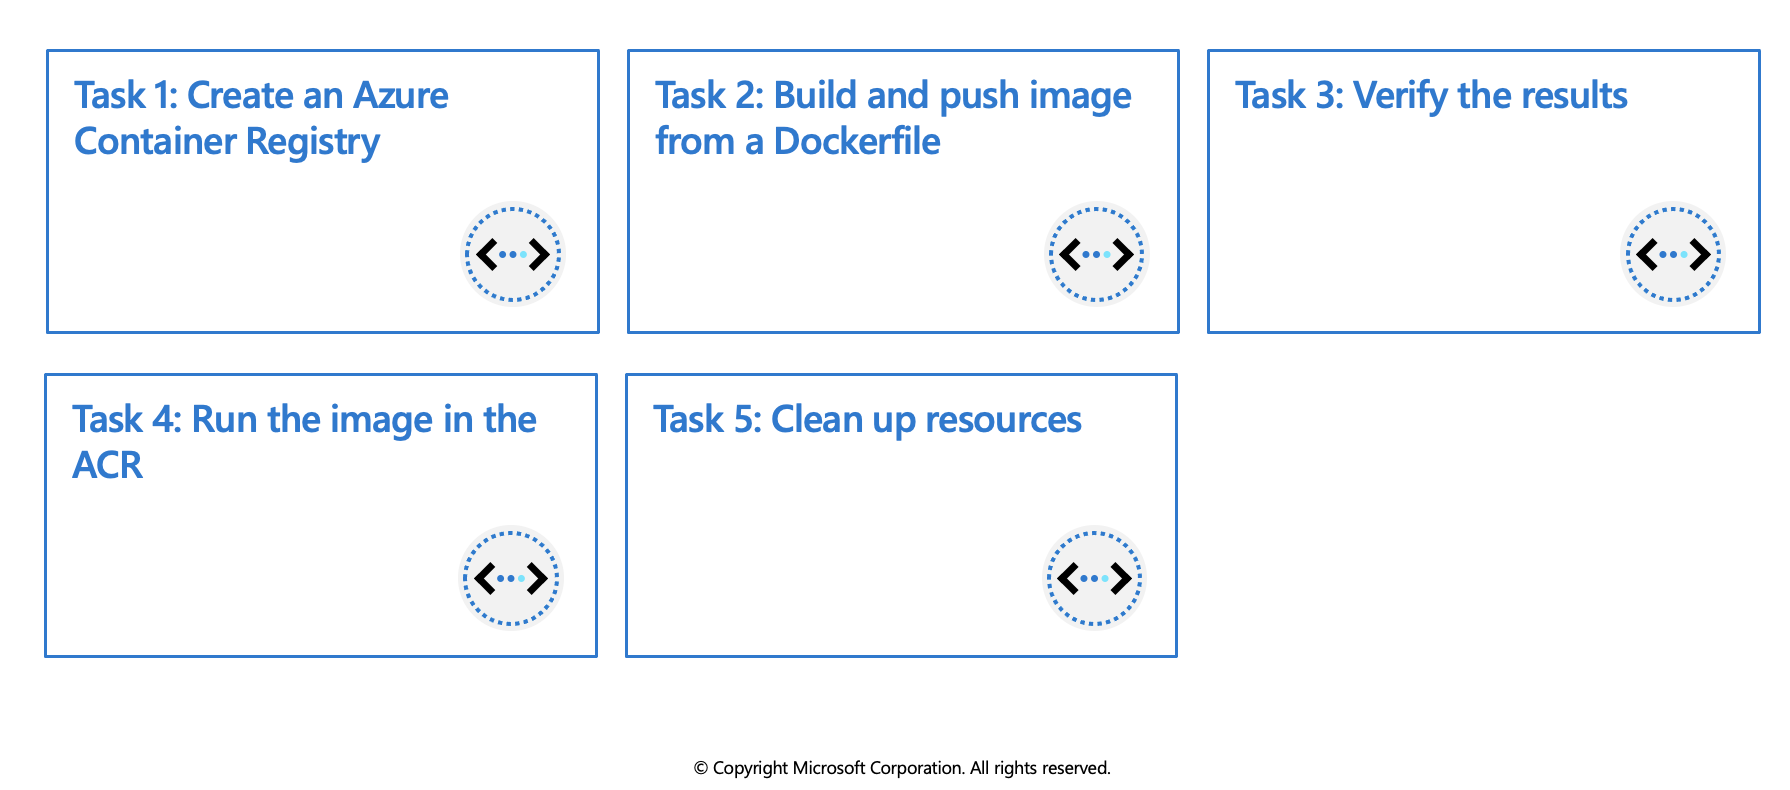 Task 1: Create an Azure
Container Registry
Task 2: Build and push image
from a Dockerfile
Task 3: Verify the results
Task 4: Run the image in the
ACR
Task 5: Clean up resources
© Copyright Microsoft Corporation. All rights reserved.